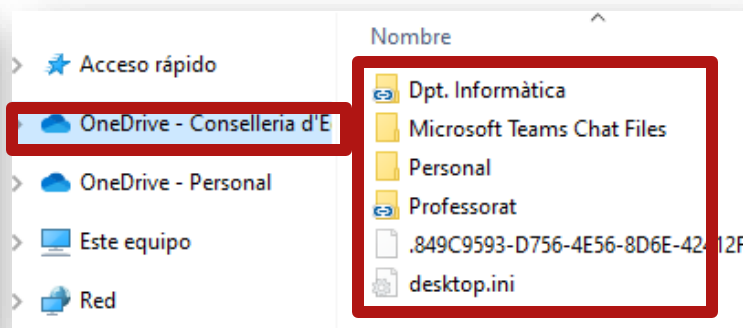 Nombre
Acceso rápido
OneDrive - Conselleria d'E
OneDrive - Personal
Este equipo
Red
Dpt. Informàtica
Microsoft Teams Chat Files
Personal
Professorat
.849C9593-D756-4E56-8D6E-42412F
desktop.ini